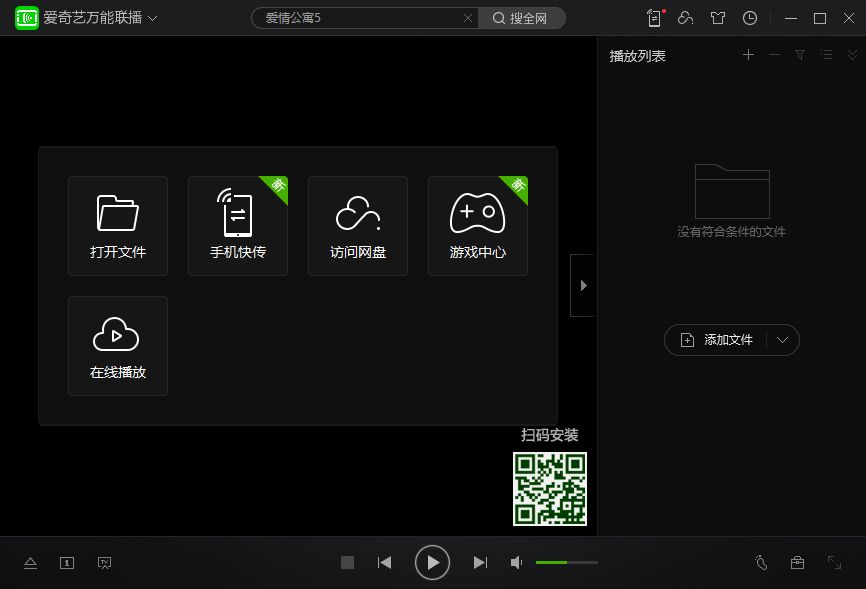 爱奇艺万能联播
爱情公寓5
搜全网
播放列表
打开文件
新
手机快传
访问网盘
新
游戏中心
没有符合条件的文件
添加文件
在线播放
扫码安装
1